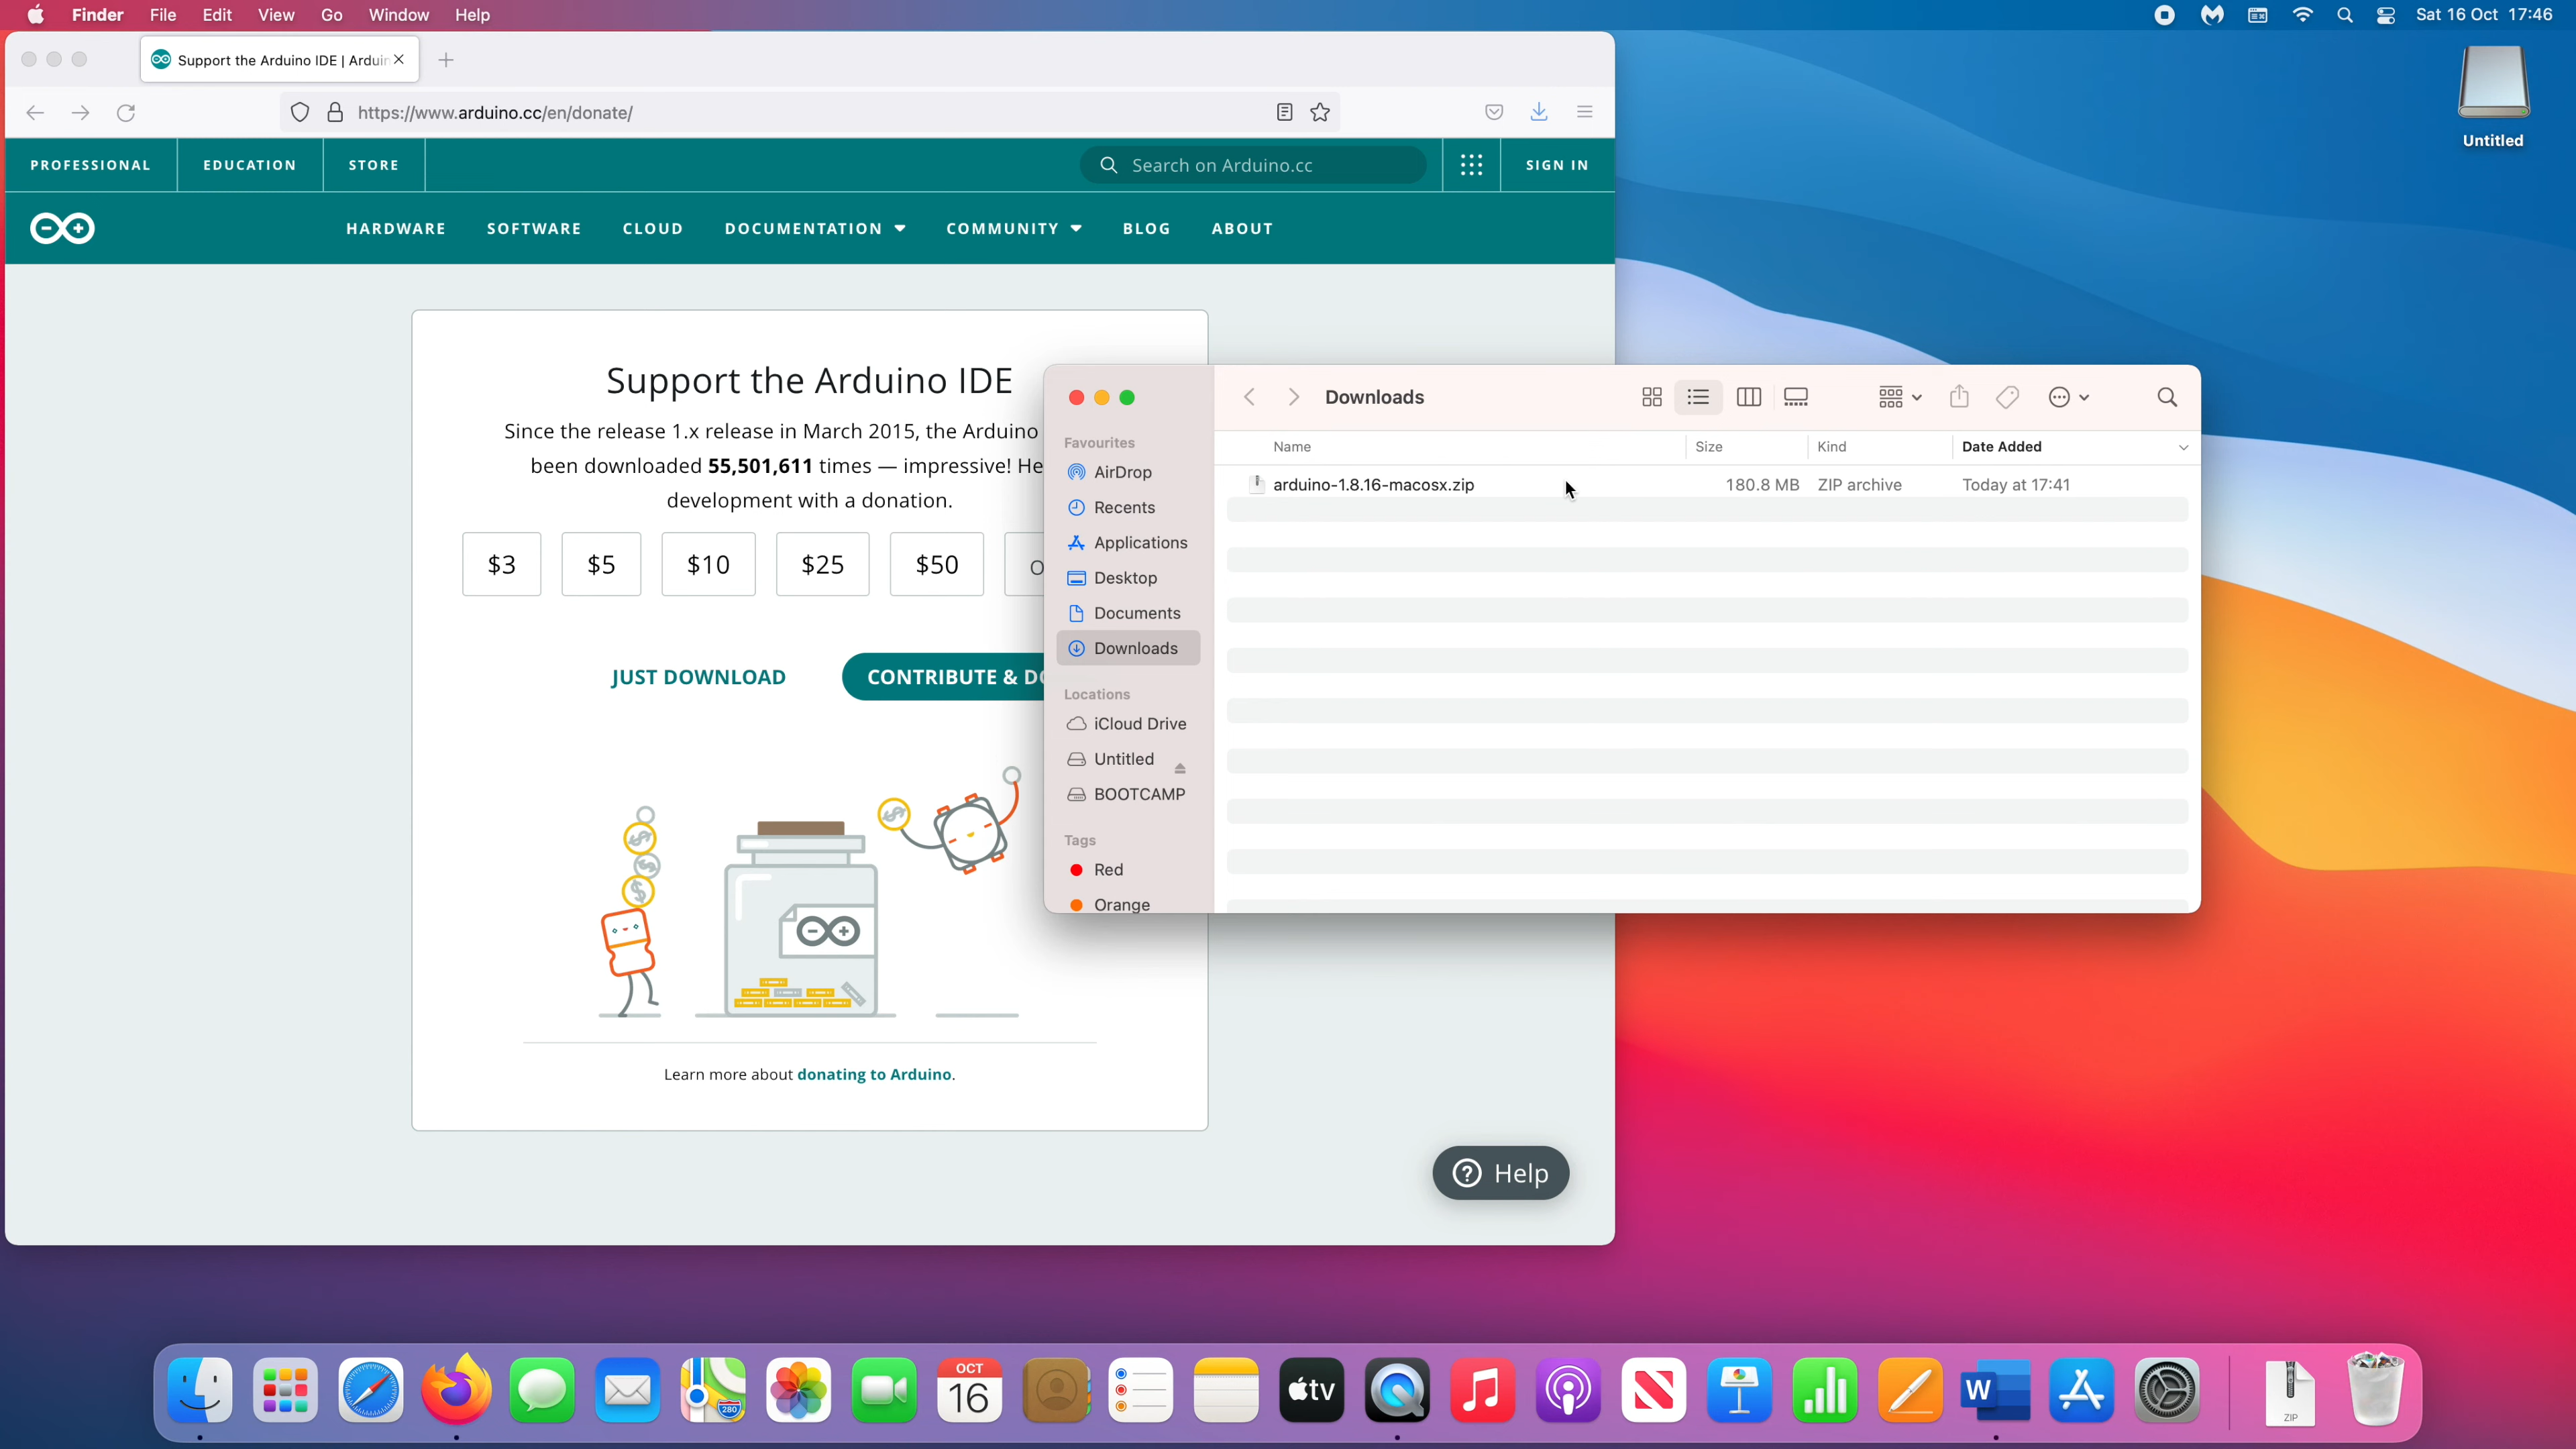 Finder File Edit View Go Window Help
Sat 16 Oct 17:46
Support the Arduino IDE | Arduin
https://www.arduino.cc/en/donate/
PROFESSIONAL EDUCATION STORE
Search on Arduino.cc
SIGN IN
HARDWARE SOFTWARE CLOUD DOCUMENTATION COMMUNITY BLOG ABOUT
Support the Arduino IDE
Since the release 1.x release in March 2015, the Arduino
been downloaded 55,501,611 times — impressive! He
development with a donation.
$3 $5 $10 $25 $50 O
JUST DOWNLOAD
CONTRIBUTE & DO
Learn more about donating to Arduino.
Help
Downloads
Name Size Kind Date Added
arduino-1.8.16-macosx.zip 180.8 MB ZIP archive Today at 17:41
Favourites
AirDrop
Recents
Applications
Desktop
Documents
Downloads
Locations
iCloud Drive
Untitled
BOOTCAMP
Tags
Red
Orange
Untitled
280
OCT
16
tv
W
ZIP